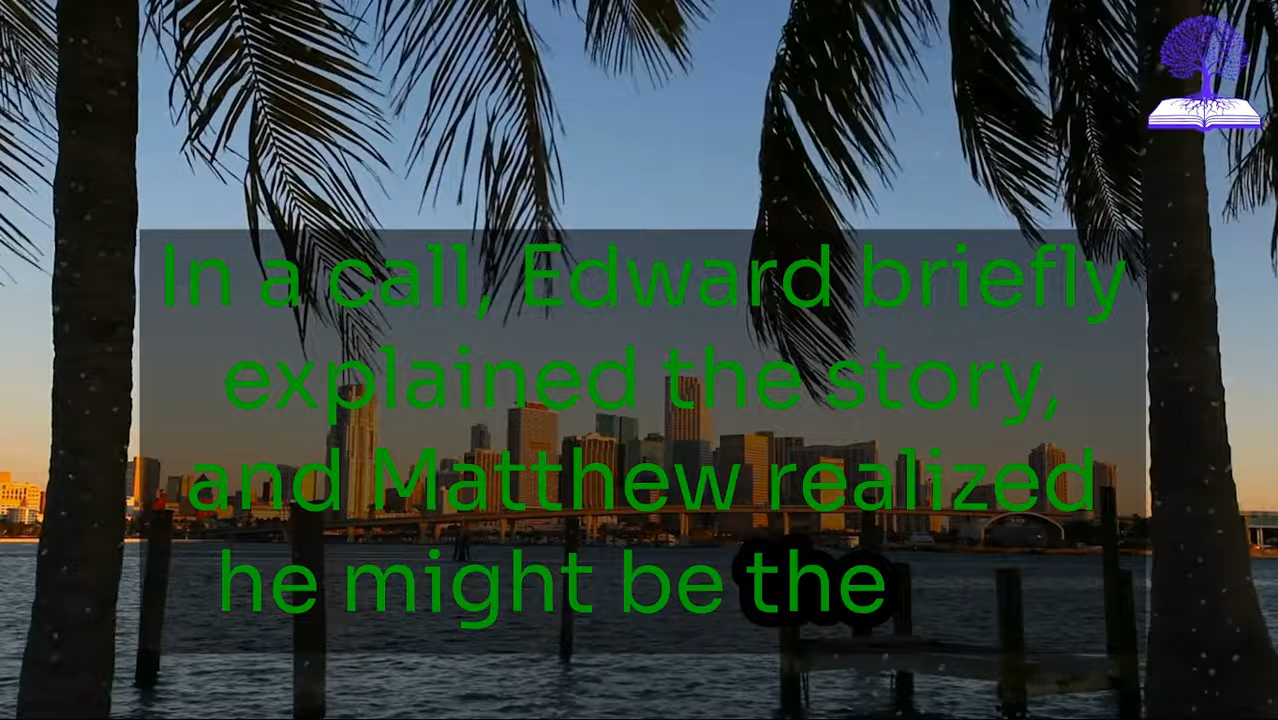 In a call, Edward briefly
explained the story,
and Matthew realized
he might be the